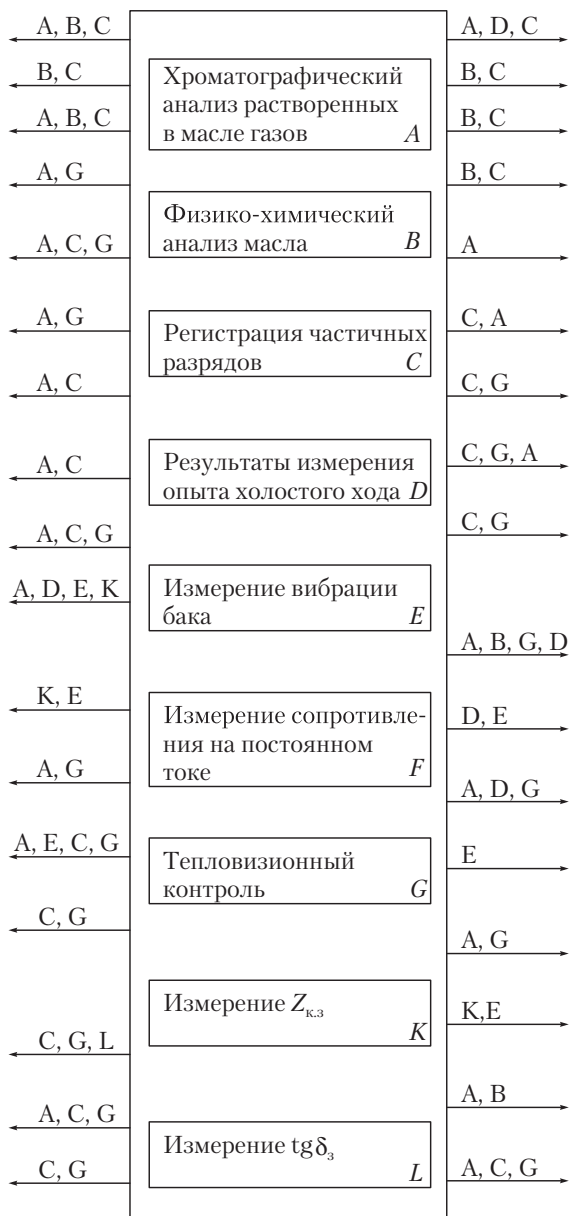 A, B, C
B, C
A, B, C
A, G
A, C, G
A, G
A, C
A, C
A, C, G
A, D, E, K
K, E
A, G
A, E, C, G
C, G
C, G, L
A, C, G
C, G
Хроматографический
анализ растворенных
в масле газов A
Физико-химический
анализ масла B
Регистрация частичных
разрядов C
Результаты измерения
опыта холостого хода D
Измерение вибрации
бака E
Измерение сопротивле-
ния на постоянном
токе F
Тепловизионный
контроль G
Измерение Zк.з
K
Измерение tgδз
L
A, D, C
B, C
B, C
B, C
A
C, A
C, G
C, G, A
C, G
A, B, G, D
D, E
A, D, G
E
A, G
K,E
A, B
A, C, G